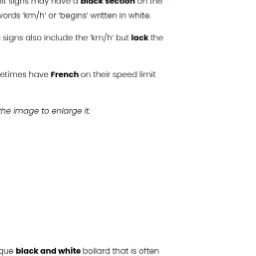 it signs may have a black section on the
words 'km/h' or 'begins' written in white.
signs also include the 'km/h' but lack the
etimes have French on their speed limit
the image to enlarge it.
que black and white bollard that is often